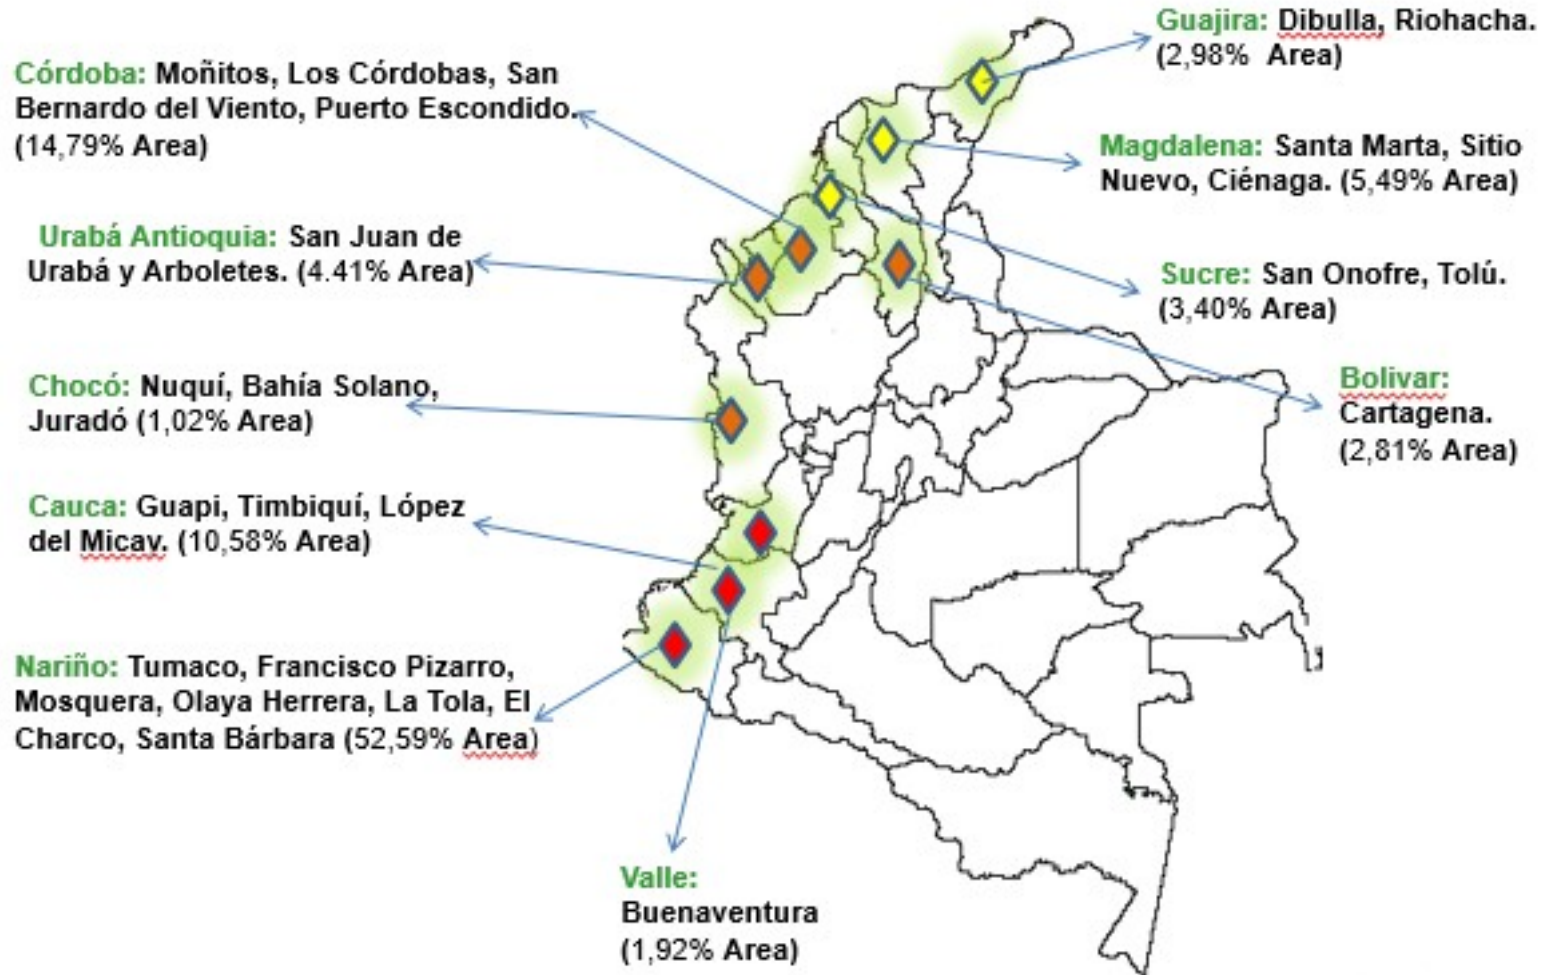 Córdoba: Moñitos, Los Córdobas, San
Bernardo del Viento, Puerto Escondido.
(14,79% Area)
Urabá Antioquia: San Juan de
Urabá y Arboletes. (4.41% Area)
Chocó: Nuquí, Bahía Solano,
Juradó (1,02% Area)
Cauca: Guapi, Timbiquí, López
del Micay. (10,58% Area)
Nariño: Tumaco, Francisco Pizarro,
Mosquera, Olaya Herrera, La Tola, El
Charco, Santa Bárbara (52,59% Area)
Valle:
Buenaventura
(1,92% Area)
Guajira: Dibulla, Riohacha.
(2,98% Area)
Magdalena: Santa Marta, Sitio
Nuevo, Ciénaga. (5,49% Area)
Sucre: San Onofre, Tolú.
(3,40% Area)
Bolivar:
Cartagena.
(2,81% Area)